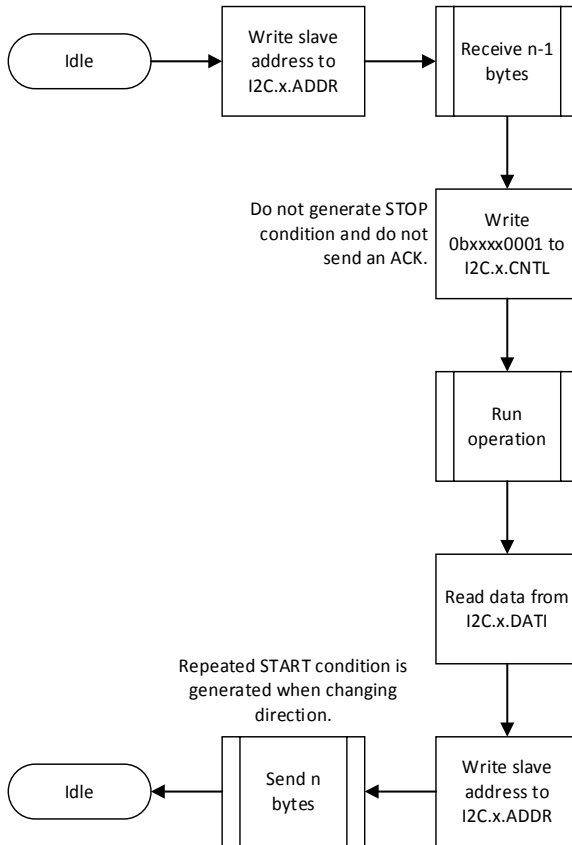 Idle
Write slave
address to
I2C.x.ADDR
Receive n-1
bytes
Do not generate STOP
condition and do not
send an ACK.
Write
0bxxxx0001 to
I2C.x.CNTL
Run
operation
Read data from
I2C.x.DATI
Repeated START condition is
generated when changing
direction.
Idle
Send n
bytes
Write slave
address to
I2C.x.ADDR